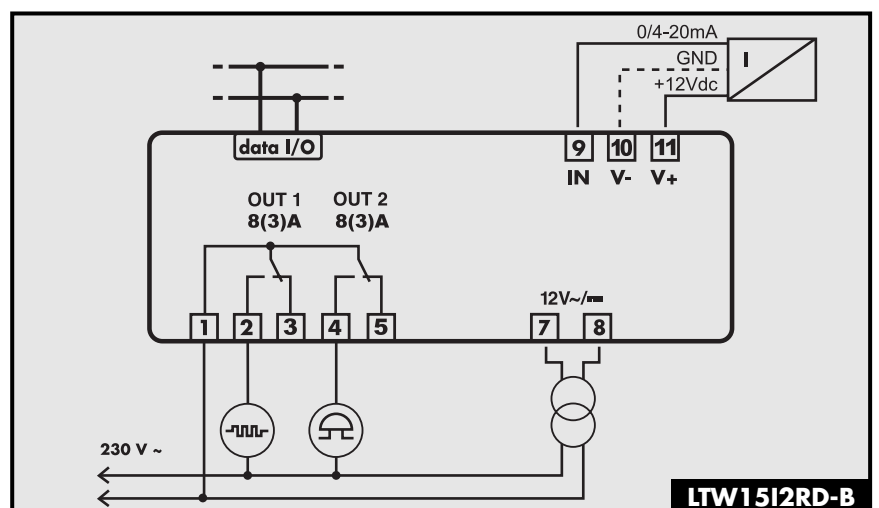 0/4-20mA
GND
+12Vdc
I
data I/O
9 10 11
IN V- V+
OUT 1 OUT 2
8(3)A 8(3)A
12V~/⎓
1 2 3 4 5 7 8
230 V ~
LTW15I2RD-B